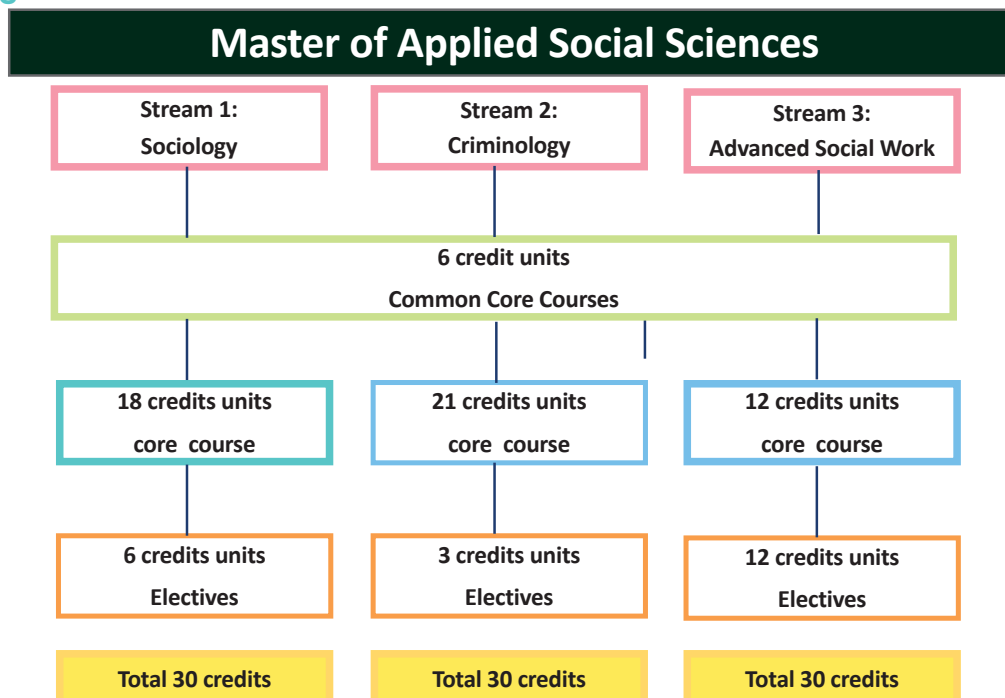 Master of Applied Social Sciences
Stream 1:
Sociology
Stream 2:
Criminology
Stream 3:
Advanced Social Work
6 credit units
Common Core Courses
18 credits units
core course
21 credits units
core course
12 credits units
core course
6 credits units
Electives
3 credits units
Electives
12 credits units
Electives
Total 30 credits
Total 30 credits
Total 30 credits